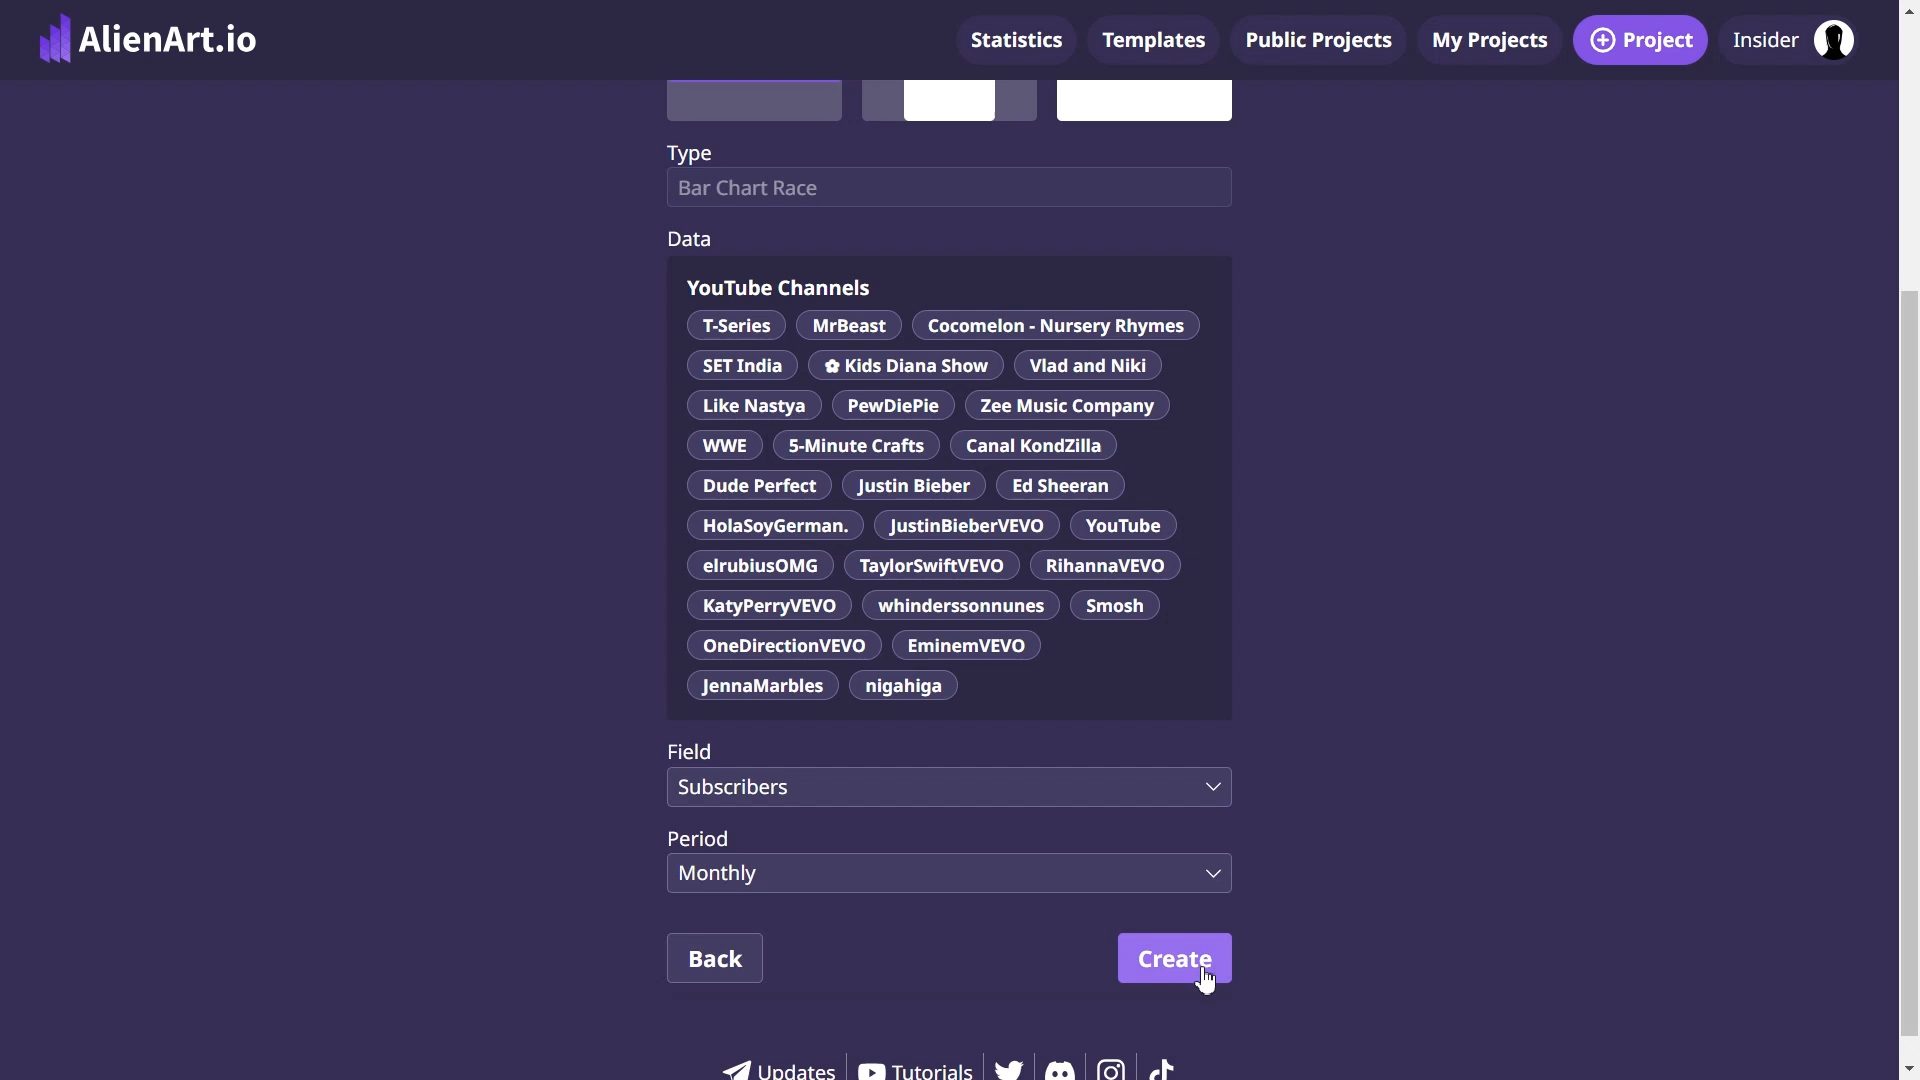 AlienArt.io
Statistics
Templates
Public Projects
My Projects
Project
Insider
Type
Bar Chart Race
Data
YouTube Channels
T-Series MrBeast Cocomelon - Nursery Rhymes
SET India ✿ Kids Diana Show Vlad and Niki
Like Nastya PewDiePie Zee Music Company
WWE 5-Minute Crafts Canal KondZilla
Dude Perfect Justin Bieber Ed Sheeran
HolaSoyGerman. JustinBieberVEVO YouTube
elrubiusOMG TaylorSwiftVEVO RihannaVEVO
KatyPerryVEVO whinderssonnunes Smosh
OneDirectionVEVO EminemVEVO
JennaMarbles nigahiga
Field
Subscribers
Period
Monthly
Back
Create
Updates
Tutorials